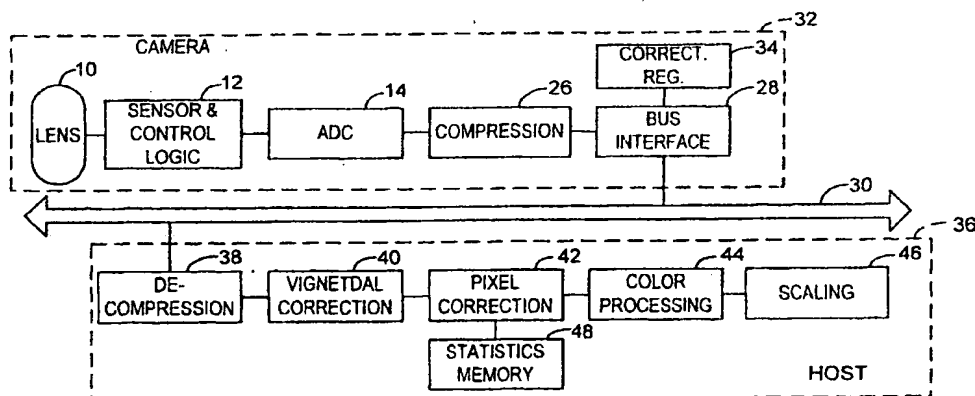 CAMERA
32
10
LENS
12
SENSOR &
CONTROL
LOGIC
14
ADC
26
COMPRESSION
34
CORRECT.
REG.
28
BUS
INTERFACE
30
36
38
DE-
COMPRESSION
40
VIGNETDAL
CORRECTION
42
PIXEL
CORRECTION
44
COLOR
PROCESSING
46
SCALING
48
STATISTICS
MEMORY
HOST